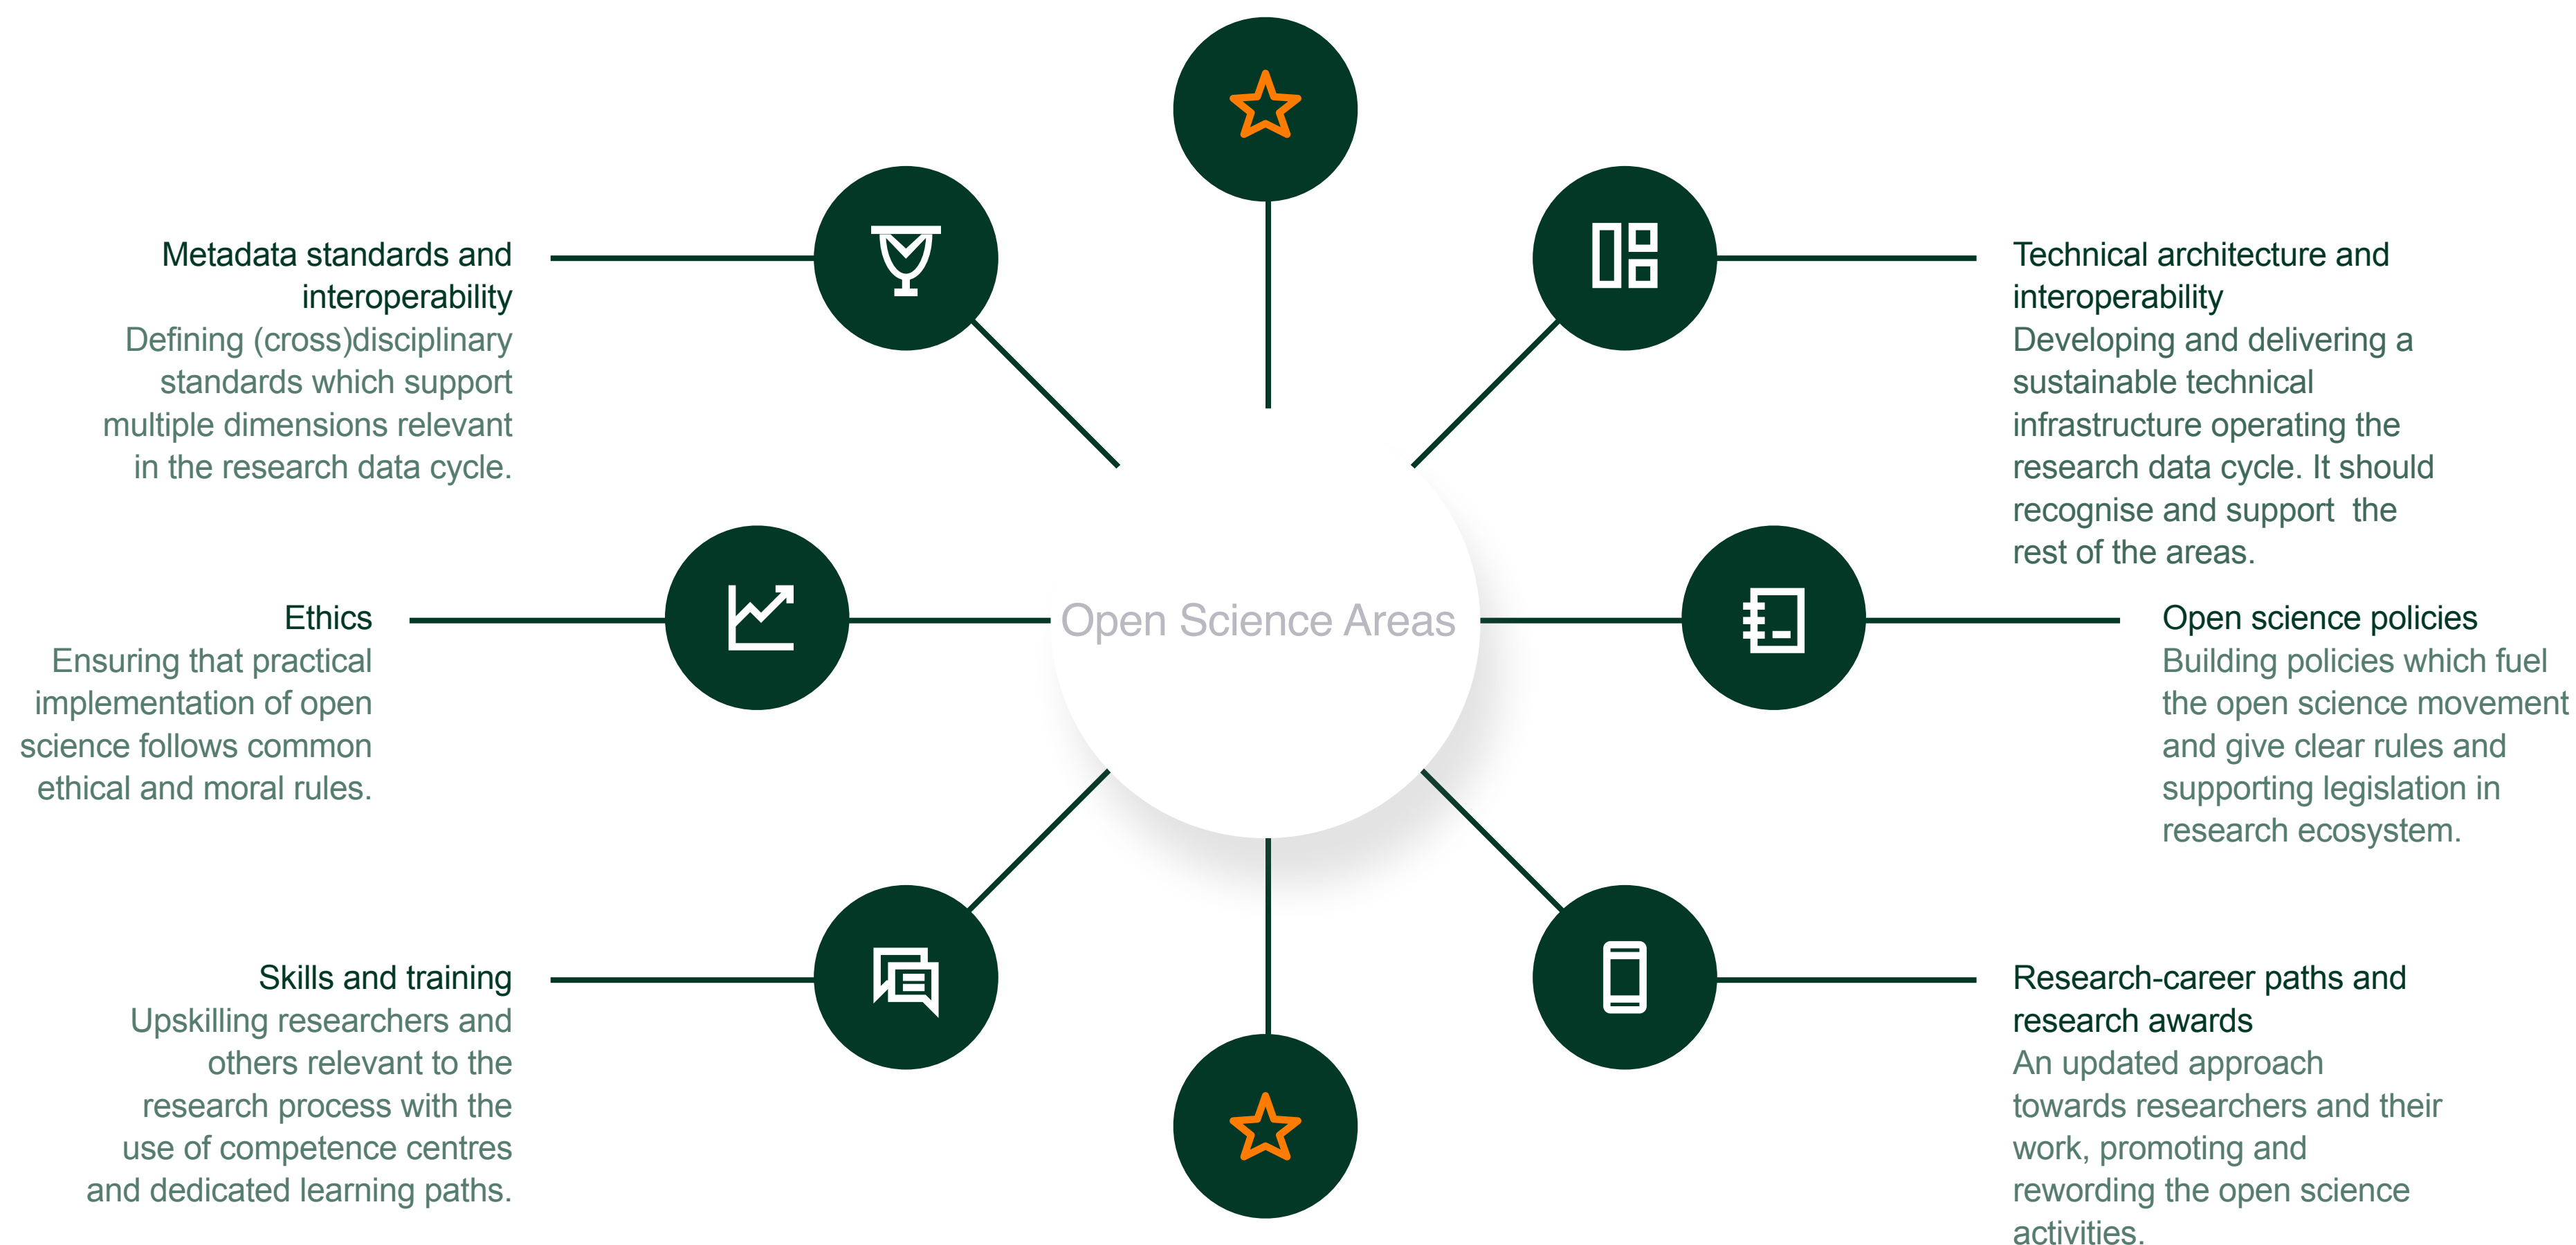 Metadata standards and
interoperability
Defining (cross)disciplinary
standards which support
multiple dimensions relevant
in the research data cycle.
Technical architecture and
interoperability
Developing and delivering a
sustainable technical
infrastructure operating the
research data cycle. It should
recognise and support  the
rest of the areas.
Ethics
Ensuring that practical
implementation of open
science follows common
ethical and moral rules.
Open Science Areas
Open science policies
Building policies which fuel
the open science movement
and give clear rules and
supporting legislation in
research ecosystem.
Skills and training
Upskilling researchers and
others relevant to the
research process with the
use of competence centres
and dedicated learning paths.
Research-career paths and
research awards
An updated approach
towards researchers and their
work, promoting and
rewording the open science
activities.